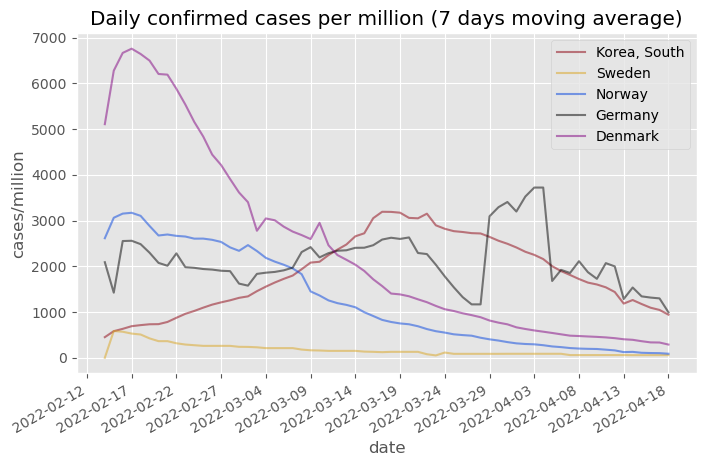 Daily confirmed cases per million (7 days moving average)
7000
6000
5000
4000
3000
2000
1000
0
cases/million
Korea, South
Sweden
Norway
Germany
Denmark
2022-02-12
2022-02-17
2022-02-22
2022-02-27
2022-03-04
2022-03-09
2022-03-14
2022-03-19
2022-03-24
2022-03-29
2022-04-03
2022-04-08
2022-04-13
2022-04-18
date